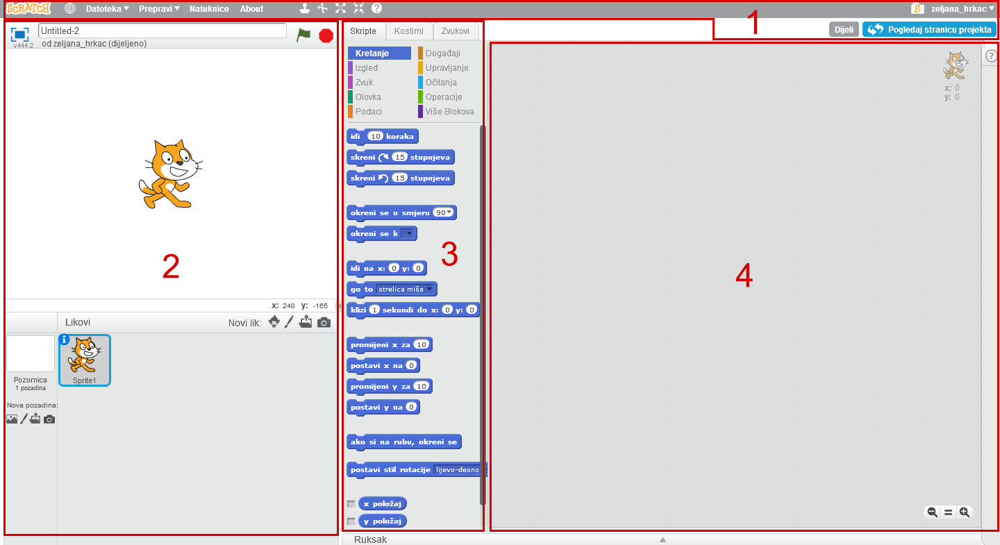 SCRATCH Datoteka Prepravi Natuknice About zeljana_hrkac
1
Dijeli Pogledaj stranicu projekta
Untitled-2
v444.2 od zeljana_hrkac (dijeljeno)
2
x: 240 y: -165
Likovi Novi lik:
Pozornica
1 pozadina
Sprite1
Nova pozadina:
Skripte Kostimi Zvukovi
Kretanje Događaji
Izgled Upravljanje
Zvuk Očitanja
Olovka Operacije
Podaci Više Blokova
idi 10 koraka
skreni 15 stupnjeva
skreni 15 stupnjeva
okreni se u smjeru 90
okreni se k
3
idi na x: 0 y: 0
go to strelica miša
klizi 1 sekundi do x: 0 y: 0
promijeni x za 10
postavi x na 0
promijeni y za 10
postavi y na 0
ako si na rubu, okreni se
postavi stil rotacije lijevo-desno
x položaj
y položaj
4
x: 0
y: 0
?
Ruksak